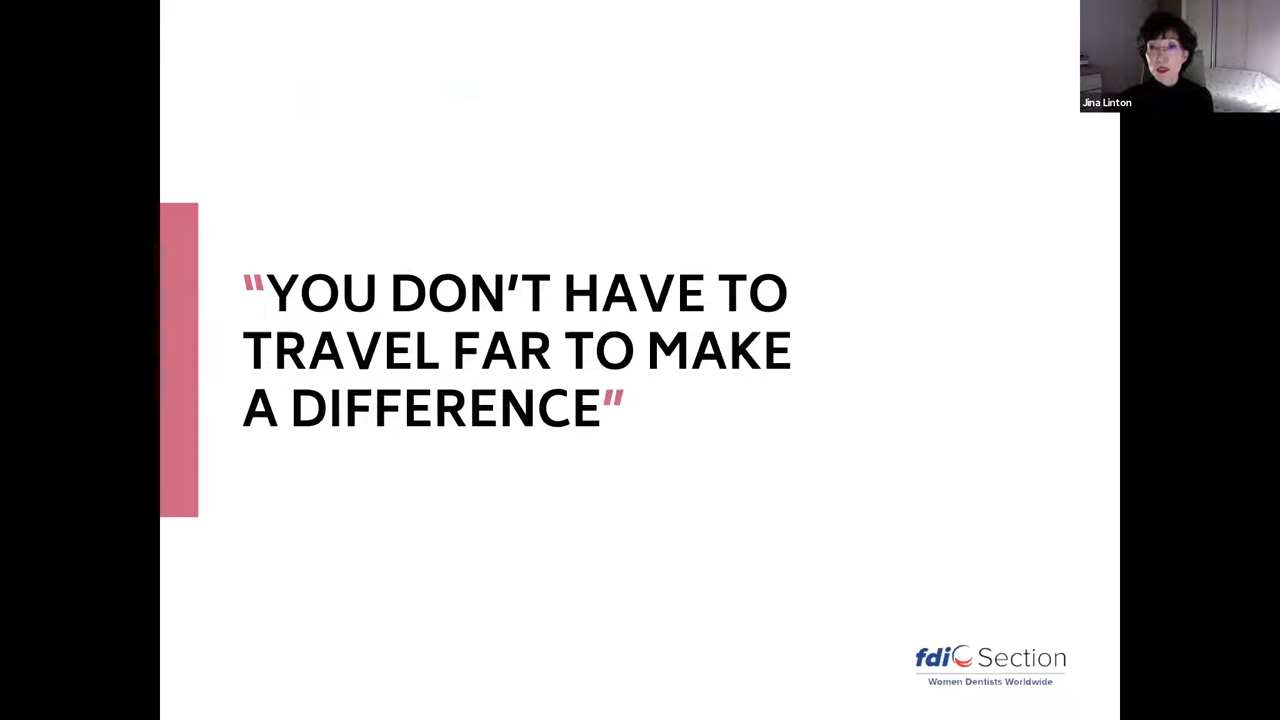 Jina Linton
“YOU DON’T HAVE TO
TRAVEL FAR TO MAKE
A DIFFERENCE”
fdi Section
Women Dentists Worldwide